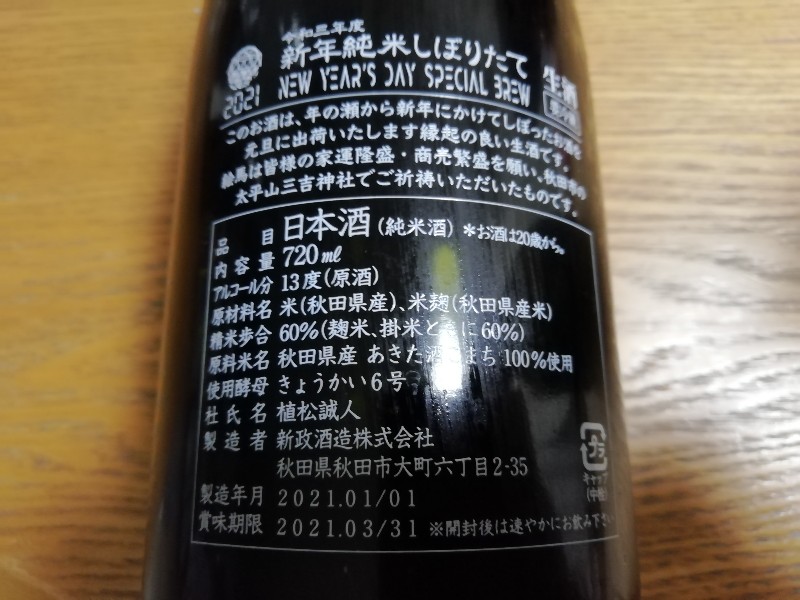 令和三年度
新年純米しぼりたて 生酒
2021 NEW YEAR'S DAY SPECIAL BREW
このお酒は、年の瀬から新年にかけてしぼったお酒を
元旦に出荷いたします縁起の良い生酒です。
絵馬は皆様の家運隆盛・商売繁盛を願い、秋田市の
太平山三吉神社でご祈祷いただいたものです。
品目 日本酒(純米酒) *お酒は20歳から。
内容量 720ml
アルコール分 13度(原酒)
原材料名 米(秋田県産)、米麹(秋田県産米)
精米歩合 60%(麹米、掛米ともに60%)
原料米名 秋田県産 あきた酒こまち 100%使用
使用酵母 きょうかい6号
杜氏名 植松誠人
製造者 新政酒造株式会社
秋田県秋田市大町六丁目2-35
製造年月 2021.01/01
賞味期限 2021.03/31 ※開封後は速やかにお飲み下さい
プラ
キャップ
(中栓)